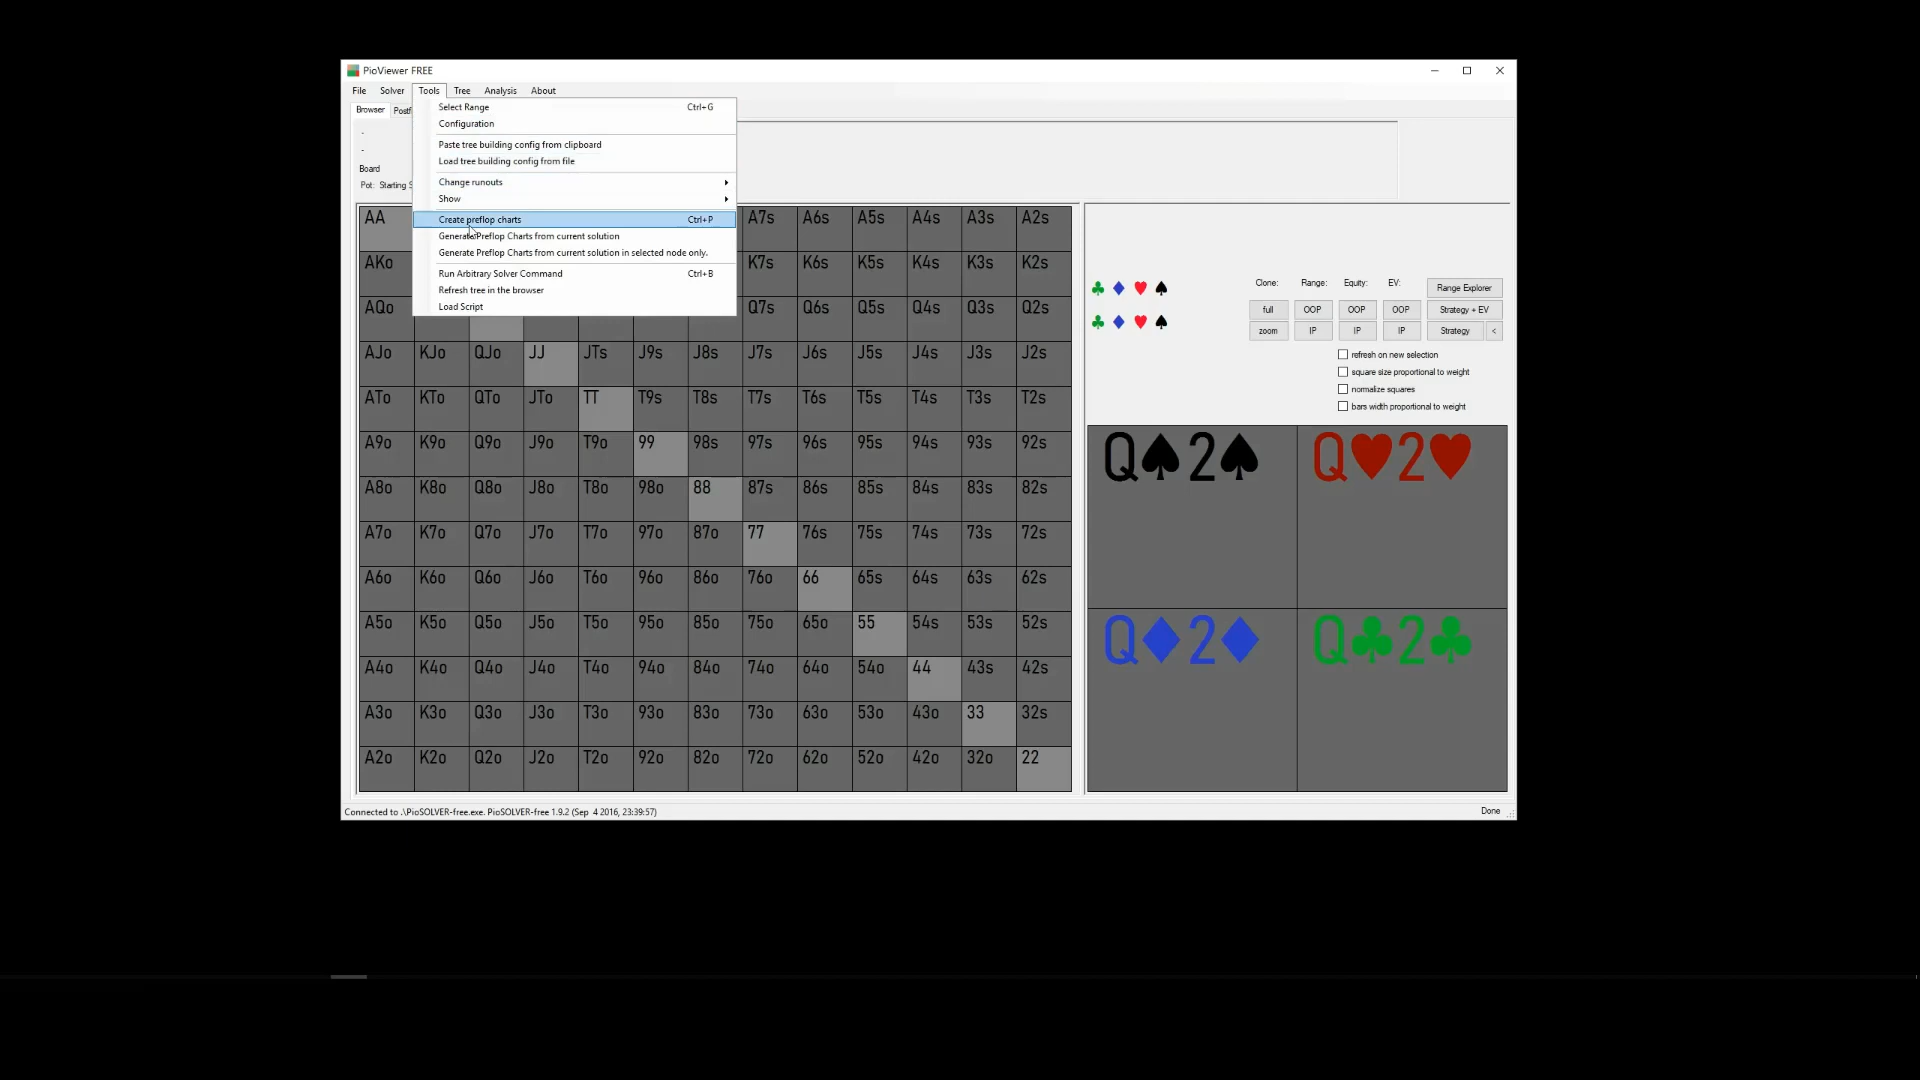 PioViewer FREE
File Solver Tools Tree Analysis About
Browser Postf
Select Range Ctrl+G
Configuration
Paste tree building config from clipboard
Load tree building config from file
Change runouts
Show
Create preflop charts Ctrl+P
Generate Preflop Charts from current solution
Generate Preflop Charts from current solution in selected node only.
Run Arbitrary Solver Command Ctrl+B
Refresh tree in the browser
Load Script
-
-
Board
Pot: Starting S
AA A7s A6s A5s A4s A3s A2s
AKo K7s K6s K5s K4s K3s K2s
AQo Q7s Q6s Q5s Q4s Q3s Q2s
AJo KJo QJo JJ JTs J9s J8s J7s J6s J5s J4s J3s J2s
ATo KTo QTo JTo TT T9s T8s T7s T6s T5s T4s T3s T2s
A9o K9o Q9o J9o T9o 99 98s 97s 96s 95s 94s 93s 92s
A8o K8o Q8o J8o T8o 98o 88 87s 86s 85s 84s 83s 82s
A7o K7o Q7o J7o T7o 97o 87o 77 76s 75s 74s 73s 72s
A6o K6o Q6o J6o T6o 96o 86o 76o 66 65s 64s 63s 62s
A5o K5o Q5o J5o T5o 95o 85o 75o 65o 55 54s 53s 52s
A4o K4o Q4o J4o T4o 94o 84o 74o 64o 54o 44 43s 42s
A3o K3o Q3o J3o T3o 93o 83o 73o 63o 53o 43o 33 32s
A2o K2o Q2o J2o T2o 92o 82o 72o 62o 52o 42o 32o 22
♣ ♦ ♥ ♠
♣ ♦ ♥ ♠
Clone: Range: Equity: EV: Range Explorer
full OOP OOP OOP Strategy + EV
zoom IP IP IP Strategy <
refresh on new selection
square size proportional to weight
normalize squares
bars width proportional to weight
Q♠2♠ Q♥2♥
Q♦2♦ Q♣2♣
Connected to .\PioSOLVER-free.exe. PioSOLVER-free 1.9.2 (Sep 4 2016, 23:39:57) Done